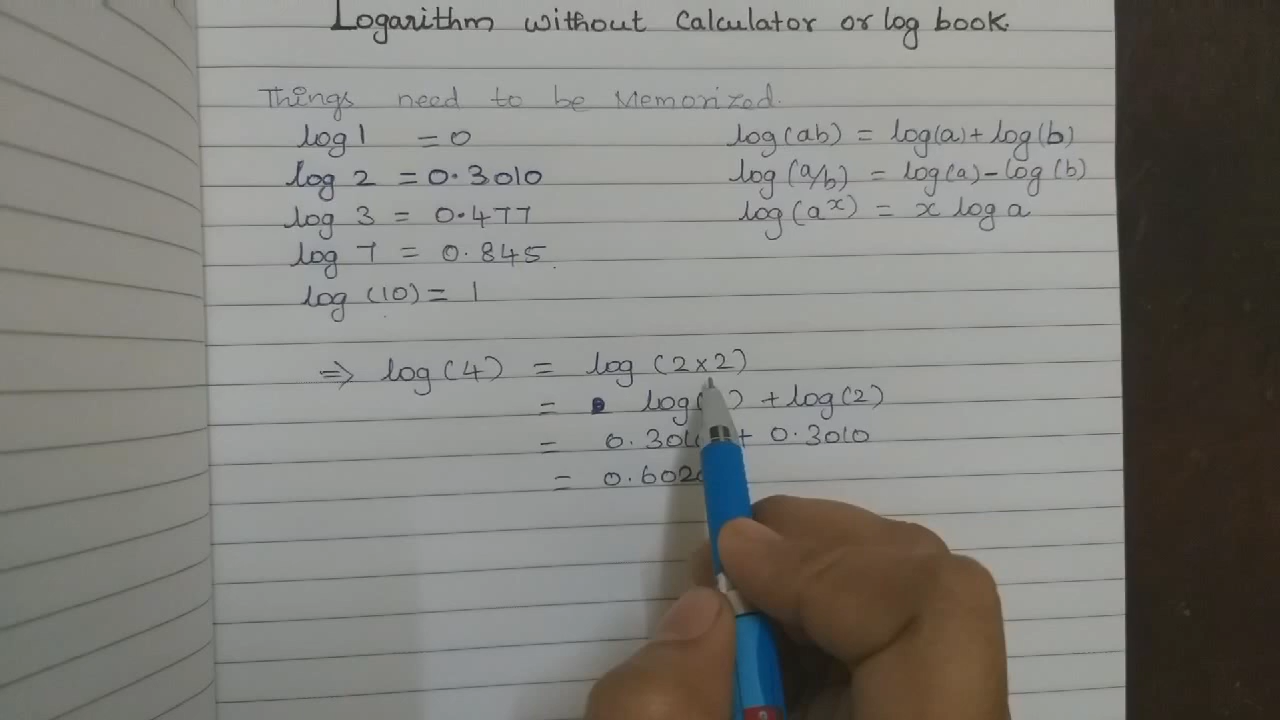 Logarithm without Calculator or log book.
Things need to be Memorized.
log 1 = 0
log 2 = 0.3010
log 3 = 0.477
log 7 = 0.845
log (10) = 1
log(ab) = log(a) + log(b)
log(a/b) = log(a) - log(b)
log(aˣ) = x log a
⇒ log(4) = log (2×2)
= log( ) + log(2)
= 0.30 + 0.3010
= 0.602